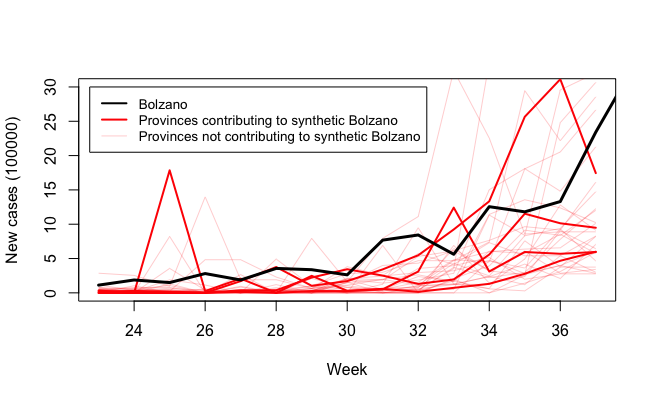 Bolzano
Provinces contributing to synthetic Bolzano
Provinces not contributing to synthetic Bolzano
New cases (100000)
30
25
20
15
10
5
0
24 26 28 30 32 34 36
Week